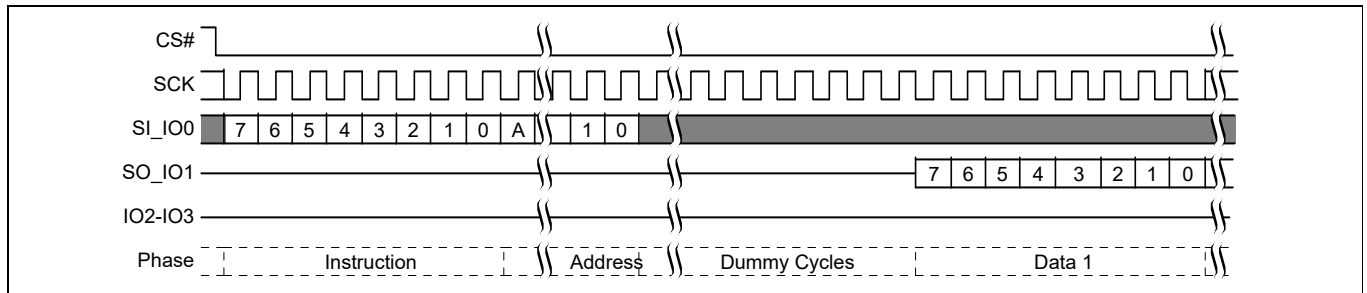 CS#
SCK
SI_IO0 7 6 5 4 3 2 1 0 A 1 0
SO_IO1 7 6 5 4 3 2 1 0
IO2-IO3
Phase Instruction Address Dummy Cycles Data 1